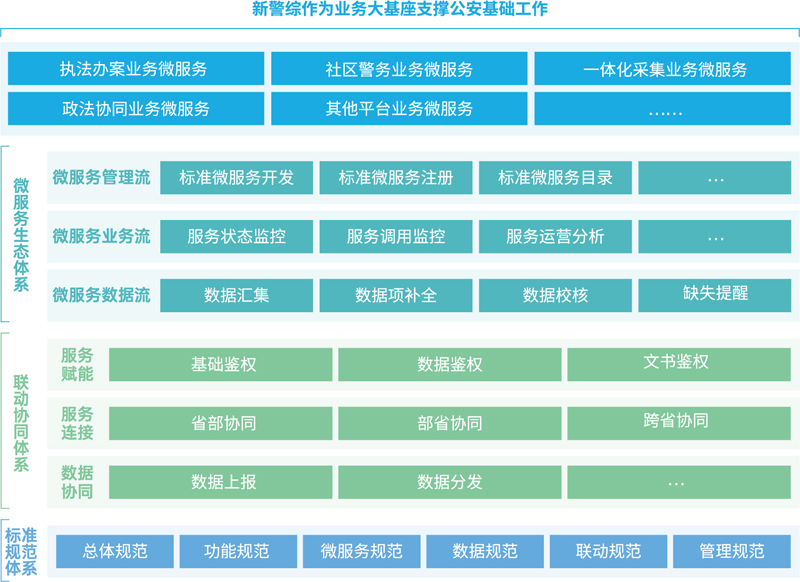 新警综作为业务大基座支撑公安基础工作
执法办案业务微服务
社区警务业务微服务
一体化采集业务微服务
政法协同业务微服务
其他平台业务微服务
……
微服务生态体系
微服务管理流
标准微服务开发
标准微服务注册
标准微服务目录
…
微服务业务流
服务状态监控
服务调用监控
服务运营分析
…
微服务数据流
数据汇集
数据项补全
数据校核
缺失提醒
联动协同体系
服务
赋能
基础鉴权
数据鉴权
文书鉴权
服务
连接
省部协同
部省协同
跨省协同
数据
协同
数据上报
数据分发
…
标准
规范
体系
总体规范
功能规范
微服务规范
数据规范
联动规范
管理规范